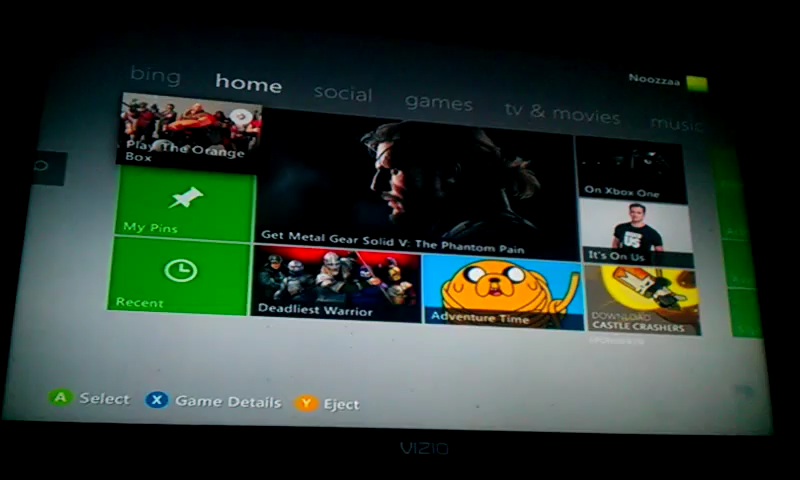 bing home social games tv & movies music
Noozzaa
Play The Orange
Box
My Pins
Recent
Get Metal Gear Solid V: The Phantom Pain
Deadliest Warrior
Adventure Time
On Xbox One
It's On Us
DOWNLOAD
CASTLE CRASHERS
A Select X Game Details Y Eject
VIZIO